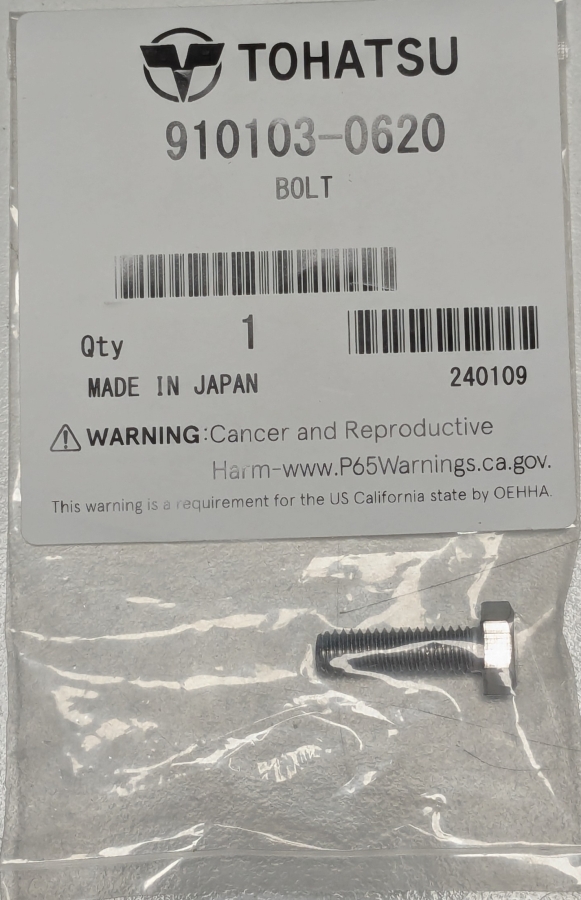 TOHATSU
910103-0620
BOLT
Qty 1
MADE IN JAPAN 240109
WARNING:Cancer and Reproductive
Harm-www.P65Warnings.ca.gov.
This warning is a requirement for the US California state by OEHHA.